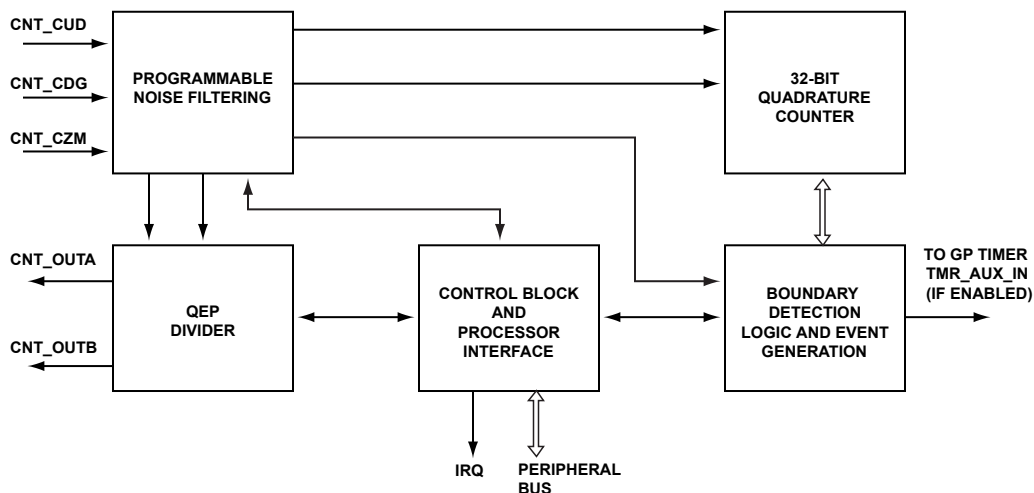 CNT_CUD
CNT_CDG
CNT_CZM
PROGRAMMABLE
NOISE FILTERING
32-BIT
QUADRATURE
COUNTER
CNT_OUTA
CNT_OUTB
QEP
DIVIDER
CONTROL BLOCK
AND
PROCESSOR
INTERFACE
BOUNDARY
DETECTION
LOGIC AND EVENT
GENERATION
TO GP TIMER
TMR_AUX_IN
(IF ENABLED)
IRQ
PERIPHERAL
BUS